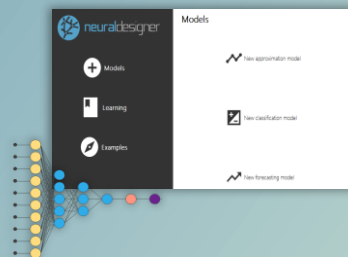 neuraldesigner
Models
Models
New approximation model
Learning
New classification model
Examples
New forecasting model